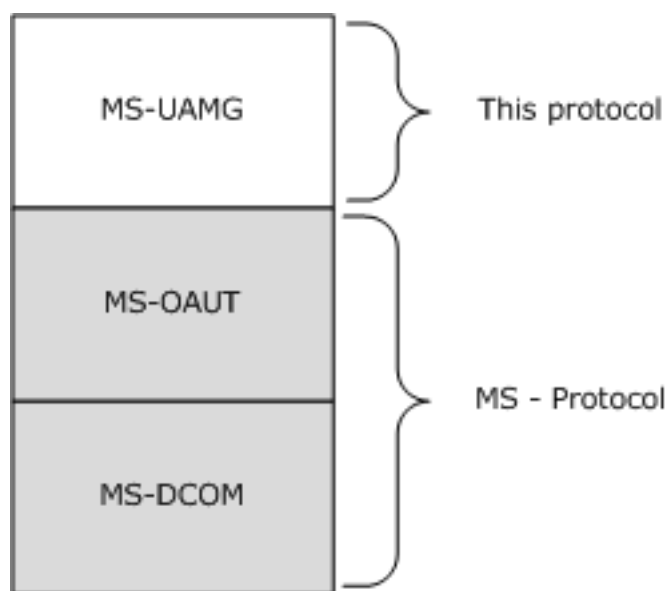 MS-UAMG
This protocol
MS-OAUT
MS - Protocol
MS-DCOM